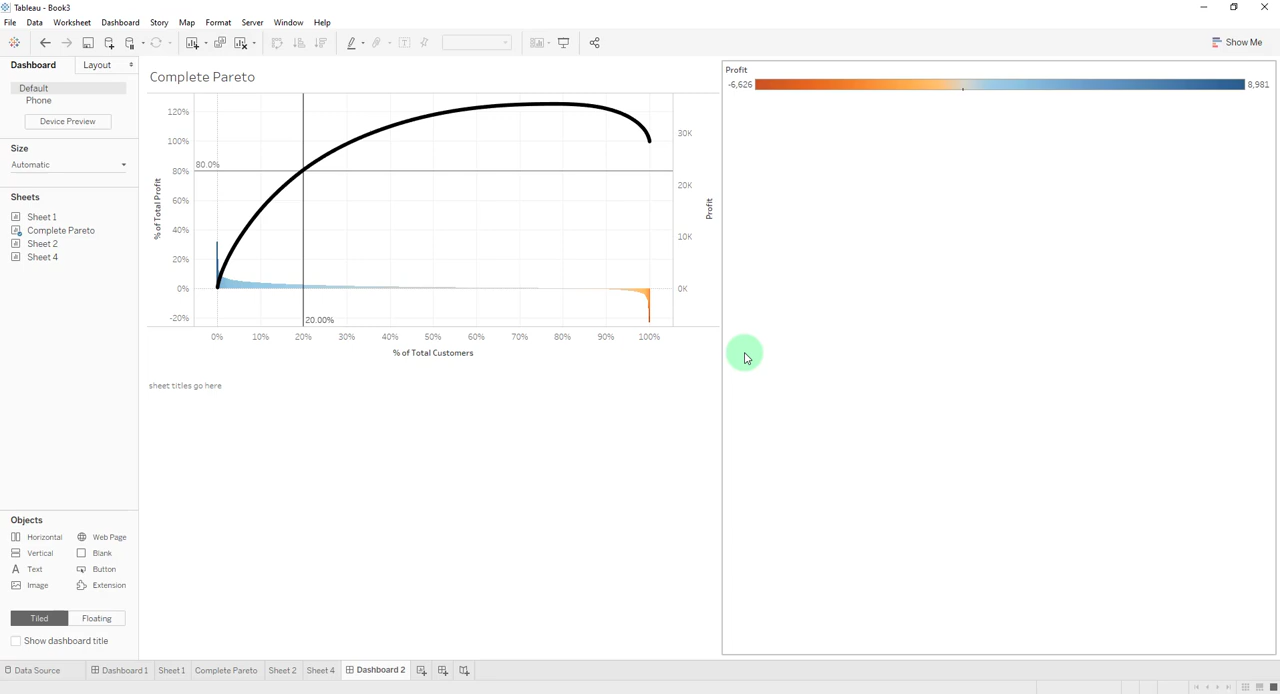 Tableau - Book3
File Data Worksheet Dashboard Story Map Format Server Window Help
Show Me
Dashboard Layout
Default
Phone
Device Preview
Size
Automatic
Sheets
Sheet 1
Complete Pareto
Sheet 2
Sheet 4
Objects
Horizontal Web Page
Vertical Blank
Text Button
Image Extension
Tiled Floating
Show dashboard title
Complete Pareto
% of Total Profit
120%
100%
80%
60%
40%
20%
0%
-20%
80.0%
20.00%
30K
20K
10K
0K
Profit
0% 10% 20% 30% 40% 50% 60% 70% 80% 90% 100%
% of Total Customers
sheet titles go here
Profit
-6,626 8,981
Data Source Dashboard 1 Sheet 1 Complete Pareto Sheet 2 Sheet 4 Dashboard 2